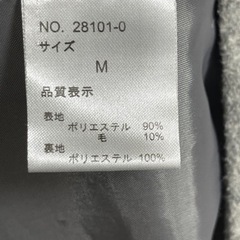 NO. 28101-0
サイズ
M
品質表示
表地
ポリエステル 90%
毛 10%
裏地
ポリエステル 100%